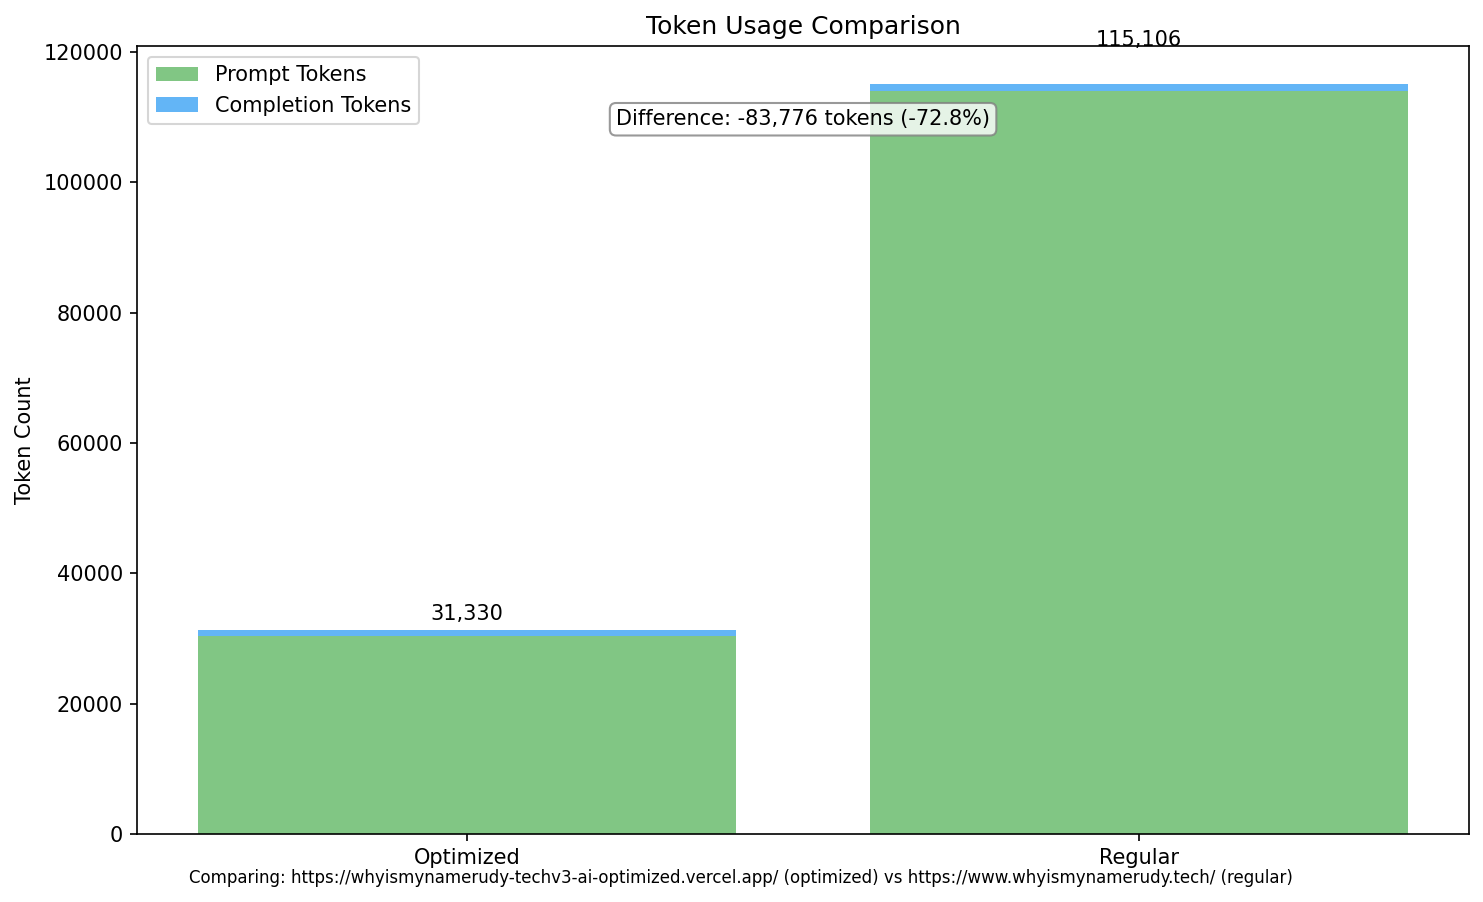 Token Usage Comparison
115,106
120000
Prompt Tokens
Completion Tokens
Difference: -83,776 tokens (-72.8%)
100000
80000
60000
Token Count
40000
31,330
20000
0
Optimized
Regular
Comparing: https://whyismynamerudy-techv3-ai-optimized.vercel.app/ (optimized) vs https://www.whyismynamerudy.tech/ (regular)